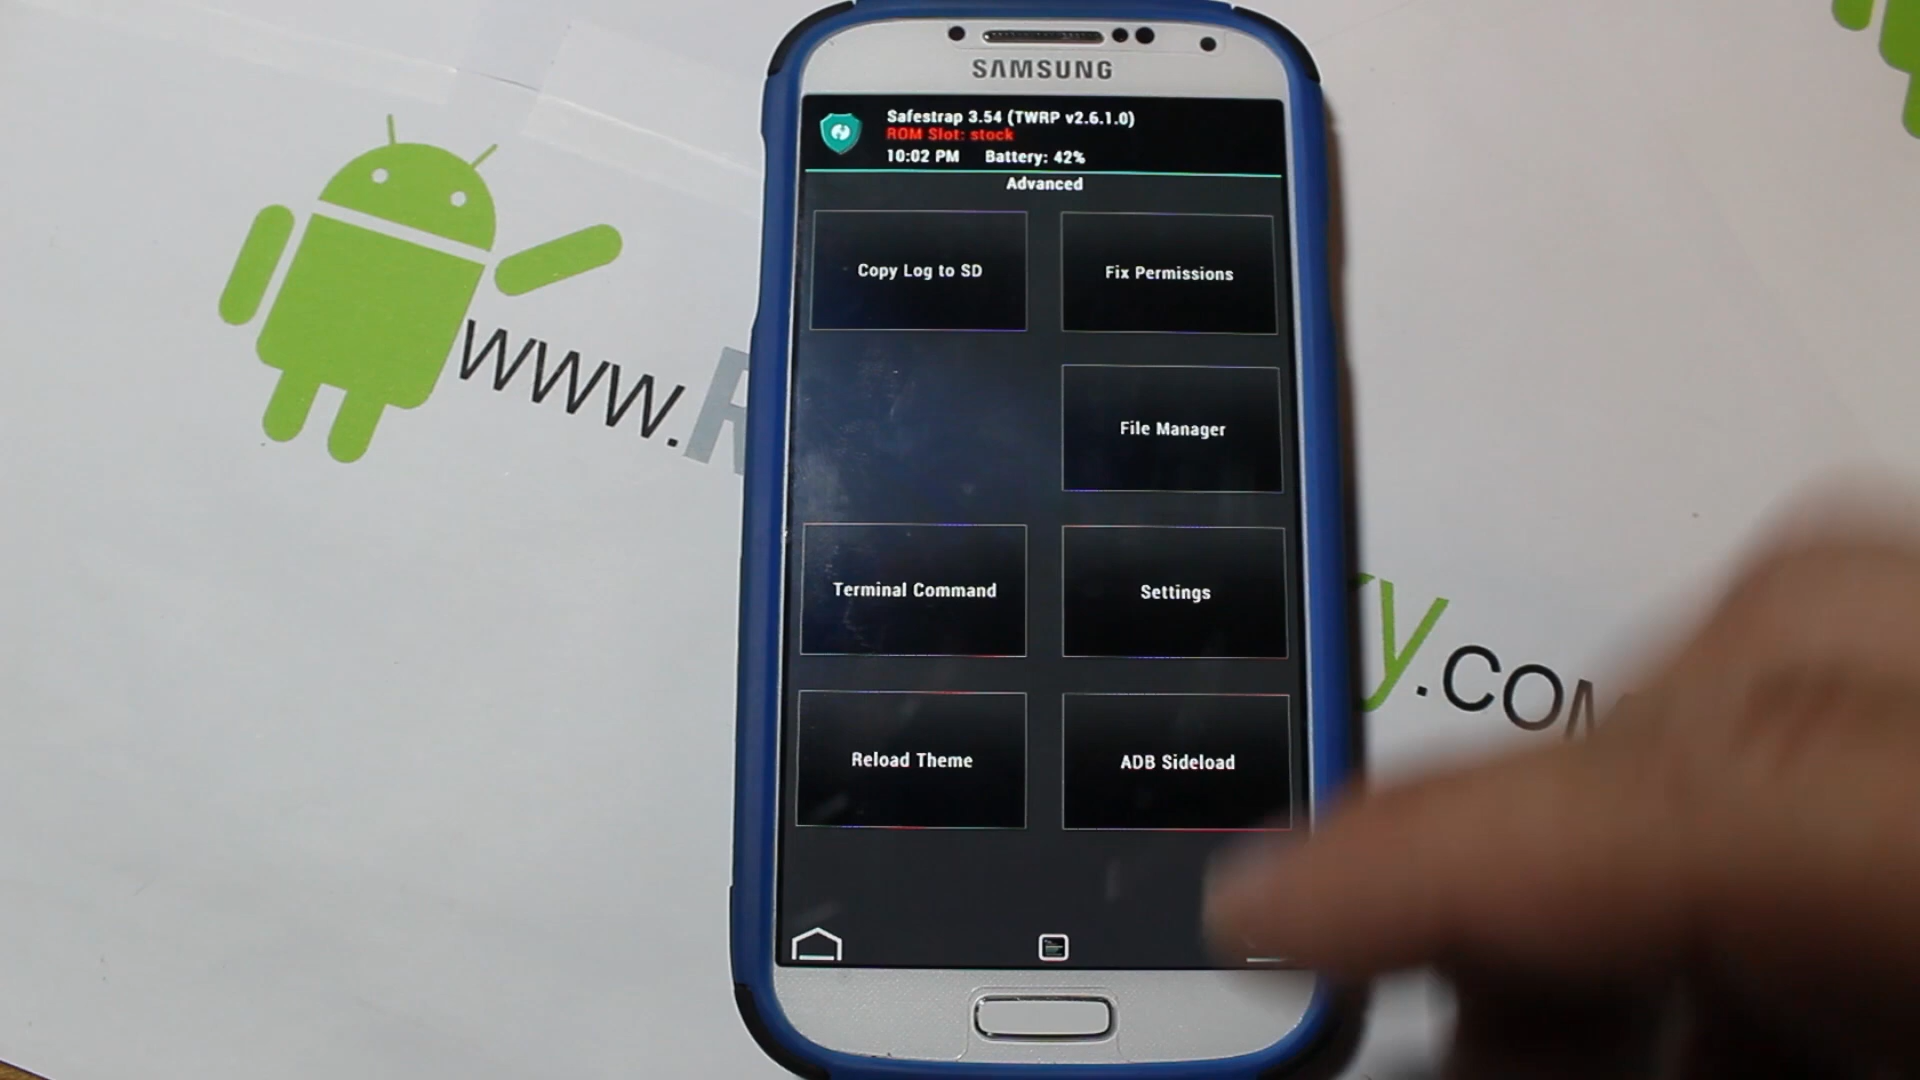 SAMSUNG
Safestrap 3.54 (TWRP v2.6.1.0)
ROM Slot: stock
10:02 PM Battery: 42%
Advanced
Copy Log to SD
Fix Permissions
File Manager
Terminal Command
Settings
Reload Theme
ADB Sideload
www.R
y.COM